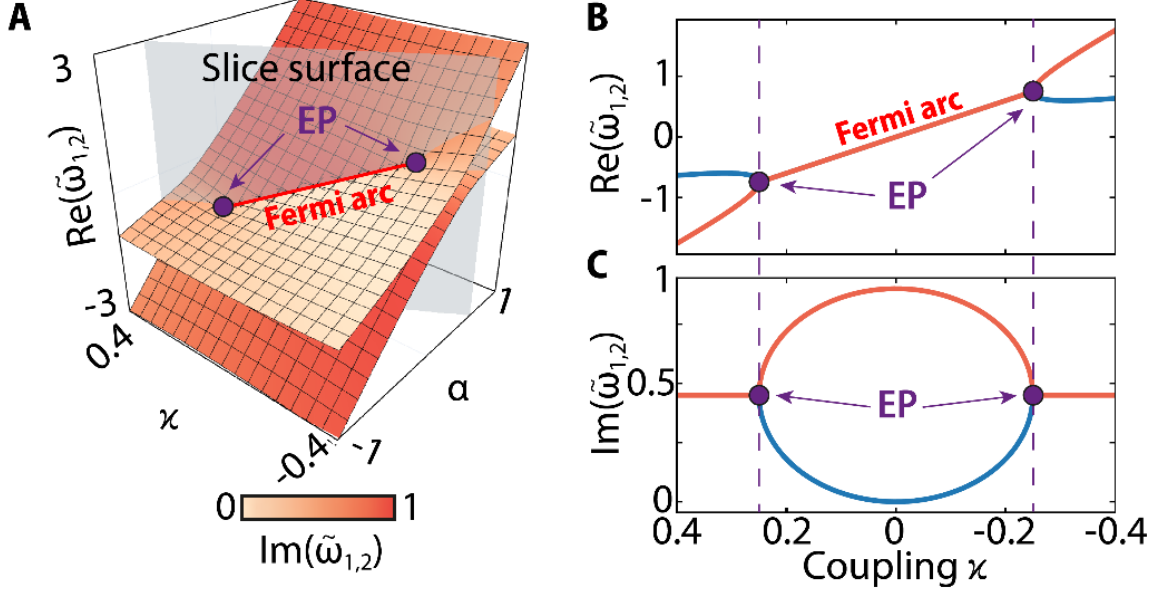 A
3
Slice surface
EP
Fermi arc
Re(ω̃1,2)
-3
0.4
ϰ
-0.4
-1
α
1
0
1
Im(ω̃1,2)
B
Re(ω̃1,2)
1
0
-1
Fermi arc
EP
C
Im(ω̃1,2)
1
0.5
0
EP
0.4
0.2
0
-0.2
-0.4
Coupling ϰ